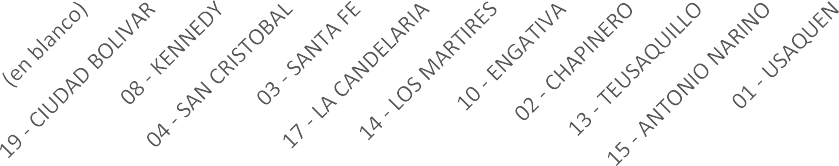 (en blanco)
19 - CIUDAD BOLIVAR
08 - KENNEDY
04 - SAN CRISTOBAL
03 - SANTA FE
17 - LA CANDELARIA
14 - LOS MARTIRES
10 - ENGATIVA
02 - CHAPINERO
13 - TEUSAQUILLO
15 - ANTONIO NARINO
01 - USAQUEN